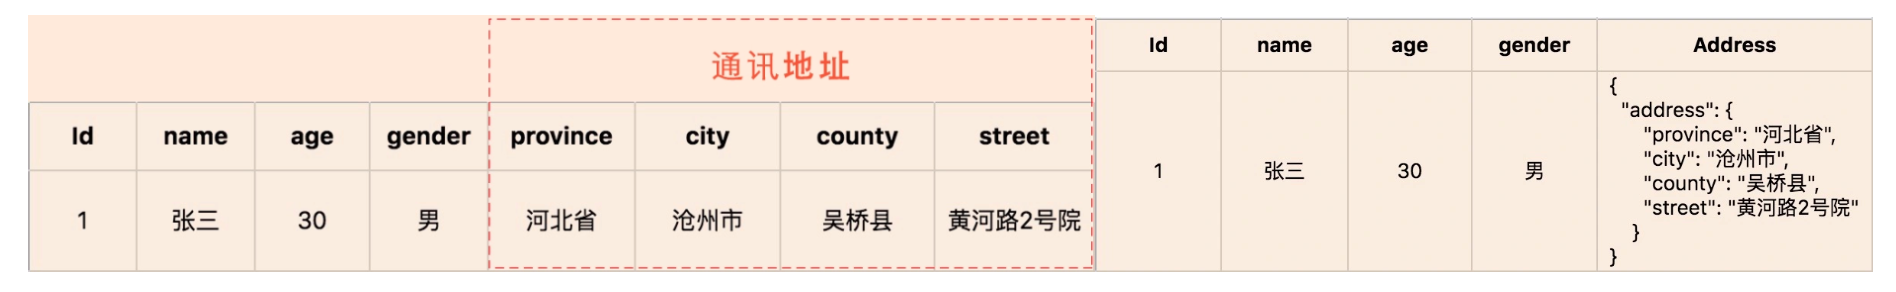 通讯地址
Id name age gender province city county street
1 张三 30 男 河北省 沧州市 吴桥县 黄河路2号院
Id name age gender Address
1 张三 30 男
{
"address": {
"province": "河北省",
"city": "沧州市",
"county": "吴桥县",
"street": "黄河路2号院"
}
}